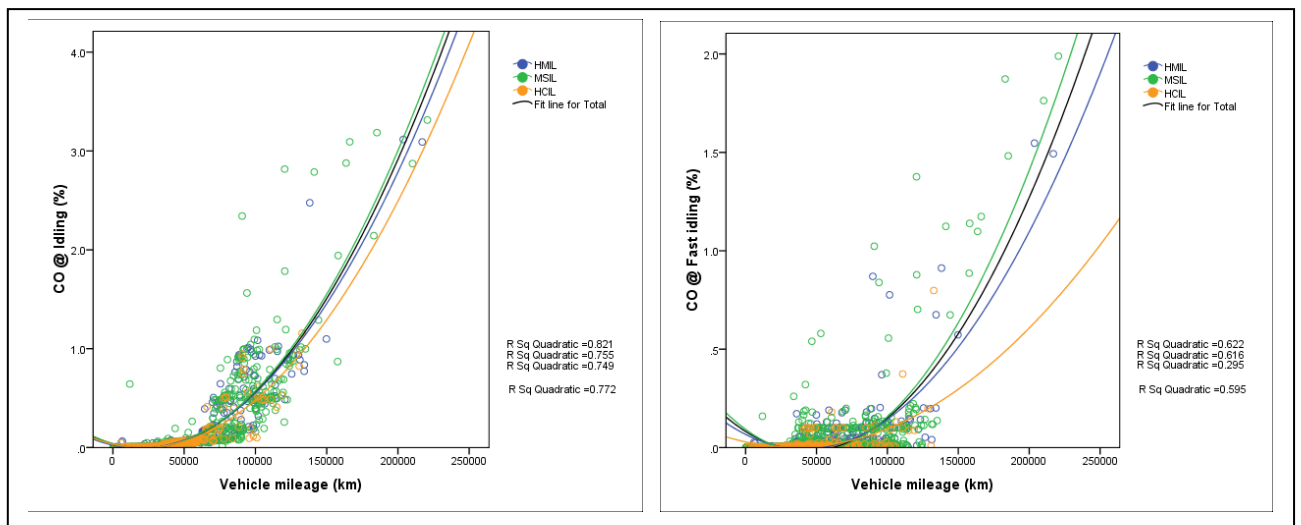 4.0
3.0
2.0
1.0
.0
CO @ Idling (%)
0 50000 100000 150000 200000 250000
Vehicle mileage (km)
HMIL
MSIL
HCIL
Fit line for Total
R Sq Quadratic =0.821
R Sq Quadratic =0.755
R Sq Quadratic =0.749
R Sq Quadratic =0.772
2.0
1.5
1.0
.5
.0
CO @ Fast idling (%)
0 50000 100000 150000 200000 250000
Vehicle mileage (km)
HMIL
MSIL
HCIL
Fit line for Total
R Sq Quadratic =0.622
R Sq Quadratic =0.616
R Sq Quadratic =0.295
R Sq Quadratic =0.595